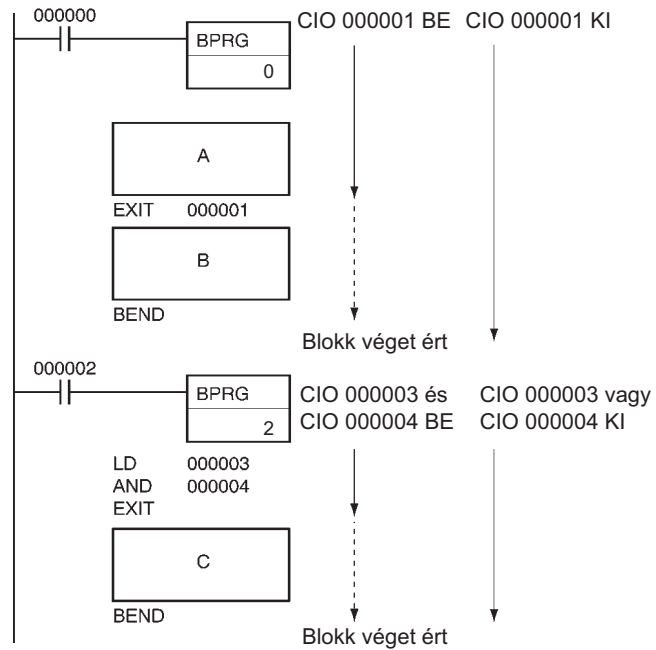 000000
BPRG
0
CIO 000001 BE
CIO 000001 KI
A
EXIT 000001
B
BEND
Blokk véget ért
000002
BPRG
2
CIO 000003 és
CIO 000004 BE
CIO 000003 vagy
CIO 000004 KI
LD 000003
AND 000004
EXIT
C
BEND
Blokk véget ért